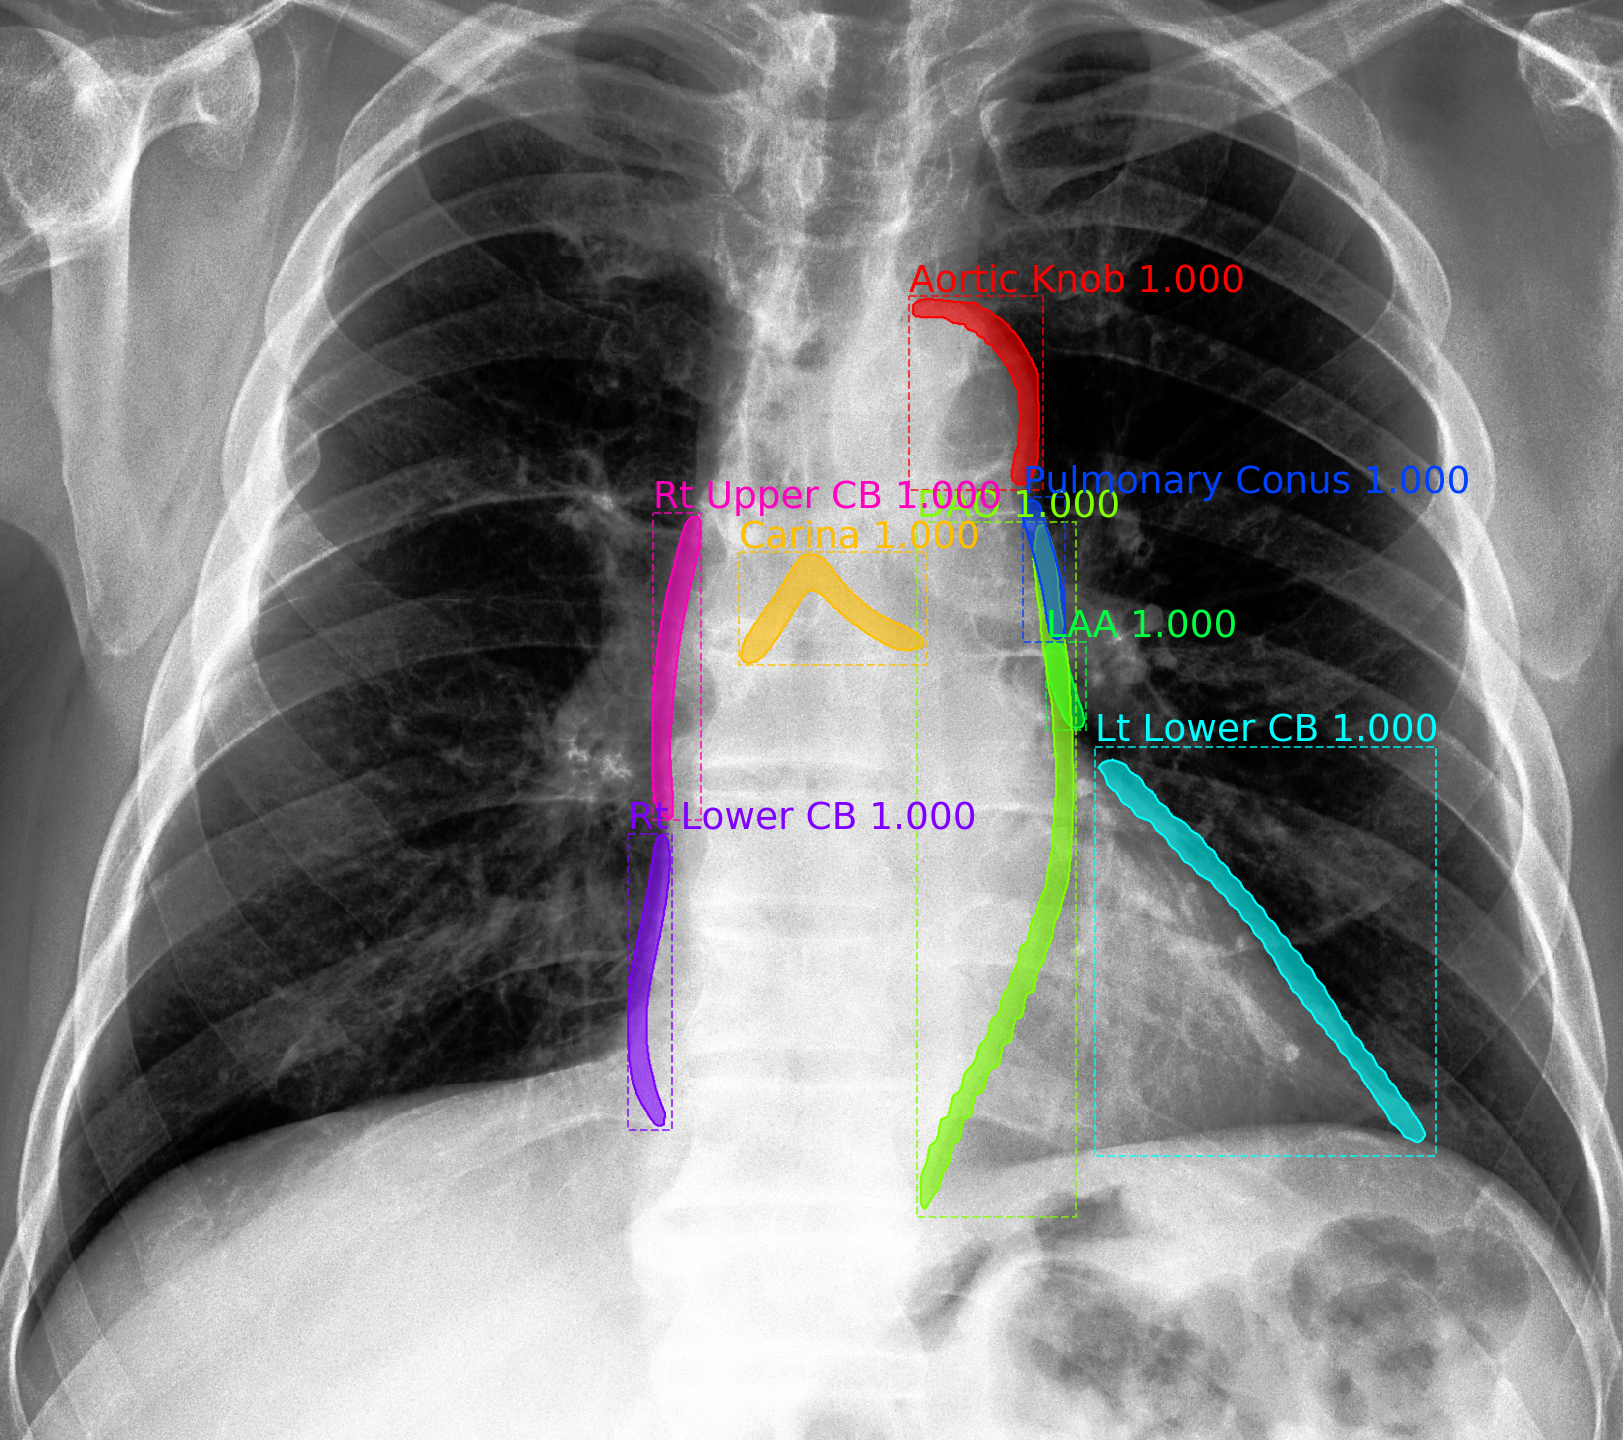 Aortic Knob 1.000
Pulmonary Conus 1.000
Rt Upper CB 1.000
DAO 1.000
Carina 1.000
LAA 1.000
Lt Lower CB 1.000
Rt Lower CB 1.000